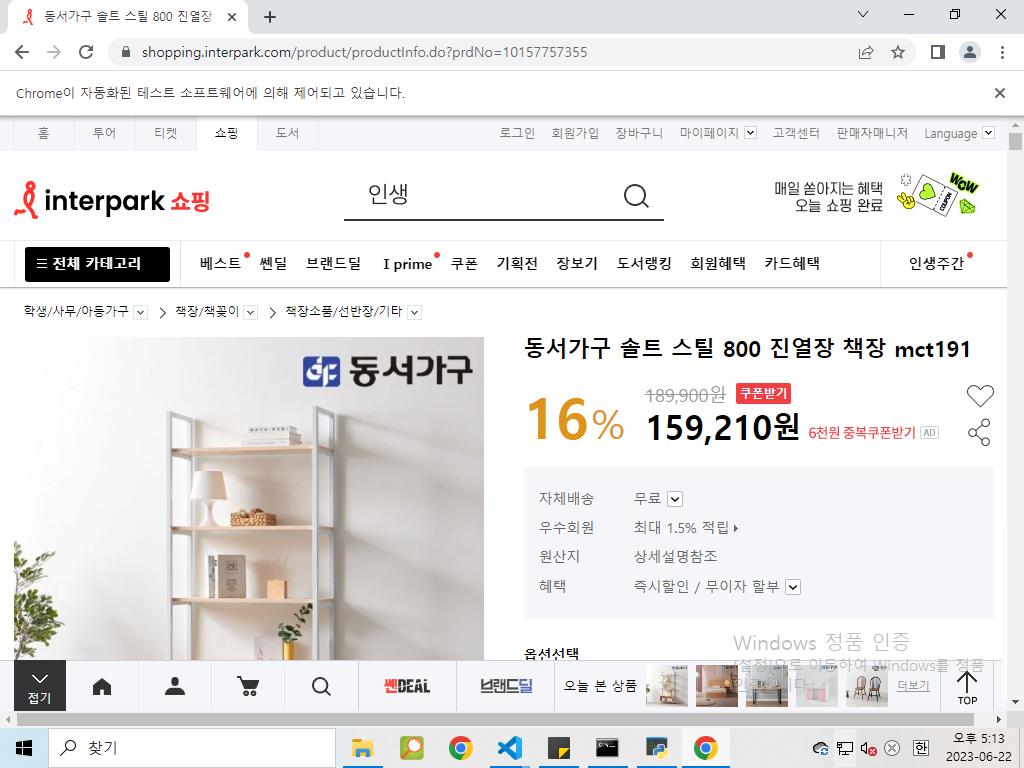 동서가구 솔트 스틸 800 진열장
shopping.interpark.com/product/productInfo.do?prdNo=10157757355
Chrome이 자동화된 테스트 소프트웨어에 의해 제어되고 있습니다.
홈 투어 티켓 쇼핑 도서 로그인 회원가입 장바구니 마이페이지 고객센터 판매자매니저 Language
interpark 쇼핑 인생 매일 쏟아지는 혜택
오늘 쇼핑 완료
WOW
COUPON
전체 카테고리 베스트 쎈딜 브랜드딜 I prime 쿠폰 기획전 장보기 도서랭킹 회원혜택 카드혜택 인생주간
학생/사무/아동가구 책장/책꽂이 책장소품/선반장/기타
동서가구 솔트 스틸 800 진열장 책장 mct191
동서가구
16% 189,900원 쿠폰받기
159,210원 6천원 중복쿠폰받기 AD
자체배송 무료
우수회원 최대 1.5% 적립
원산지 상세설명참조
혜택 즉시할인 / 무이자 할부
옵션선택
Windows 정품 인증
[설정]으로 이동하여 Windows를 정품
접기 쎈DEAL 브랜드딜 오늘 본 상품 더보기 TOP
찾기
오후 5:13
2023-06-22
한